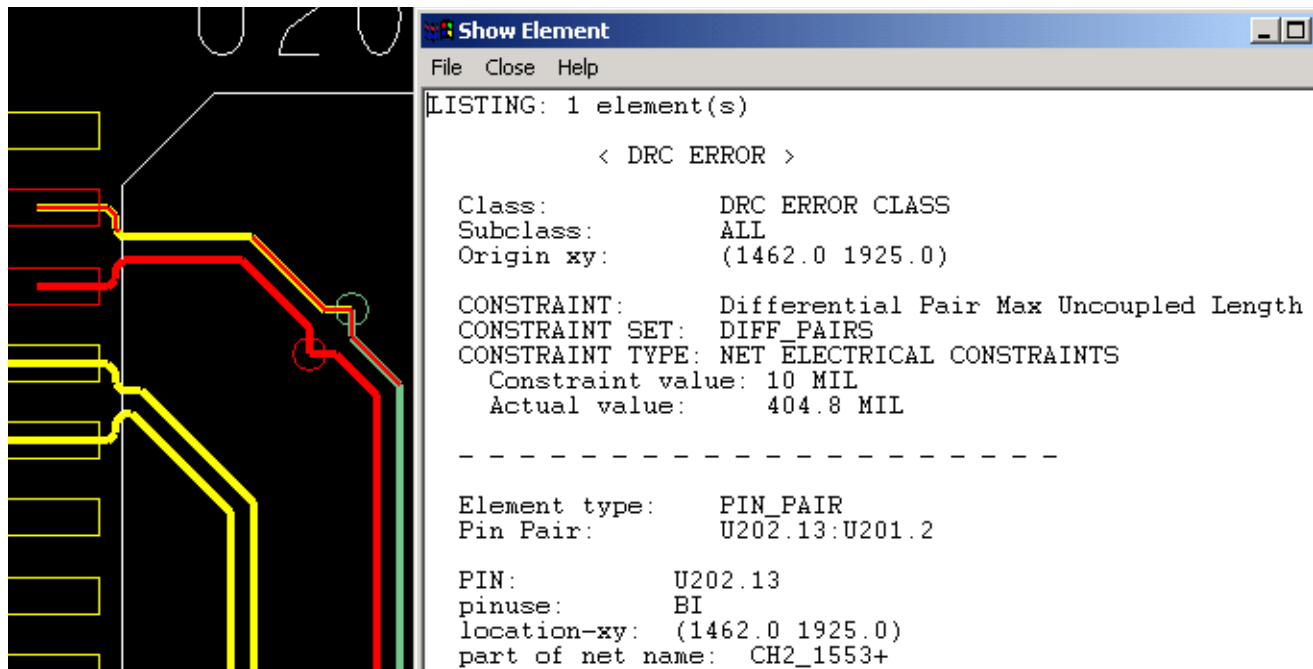 U20
Show Element
File Close Help
LISTING: 1 element(s)
< DRC ERROR >
Class: DRC ERROR CLASS
Subclass: ALL
Origin xy: (1462.0 1925.0)
CONSTRAINT: Differential Pair Max Uncoupled Length
CONSTRAINT SET: DIFF_PAIRS
CONSTRAINT TYPE: NET ELECTRICAL CONSTRAINTS
Constraint value: 10 MIL
Actual value: 404.8 MIL
- - - - - - - - - - - - - - - - - - - -
Element type: PIN_PAIR
Pin Pair: U202.13:U201.2
PIN: U202.13
pinuse: BI
location-xy: (1462.0 1925.0)
part of net name: CH2_1553+